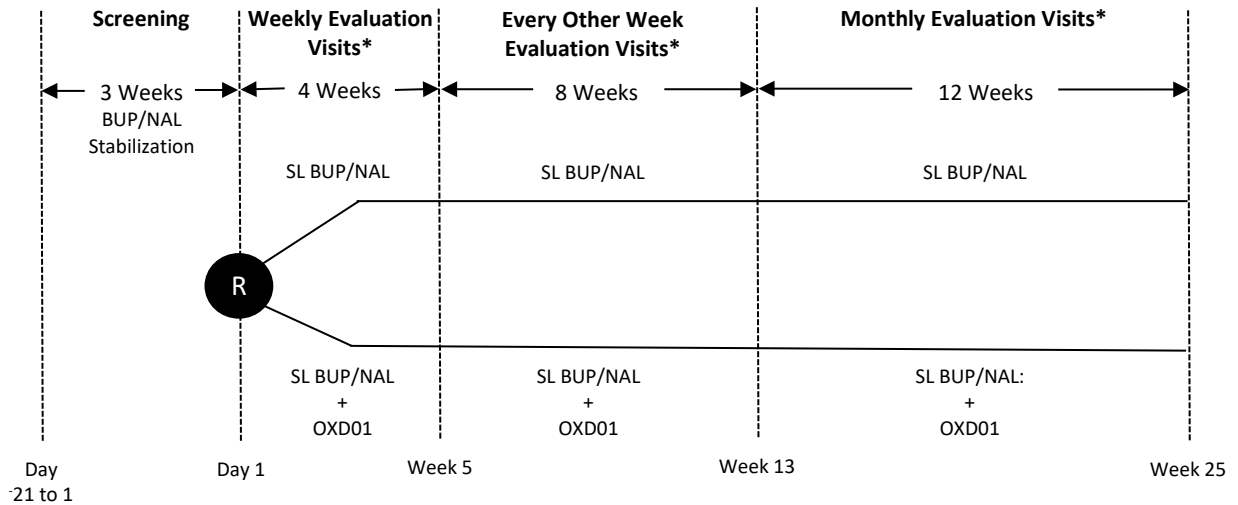 Screening
Weekly Evaluation
Visits*
Every Other Week
Evaluation Visits*
Monthly Evaluation Visits*
3 Weeks
BUP/NAL
Stabilization
4 Weeks
8 Weeks
12 Weeks
SL BUP/NAL
SL BUP/NAL
SL BUP/NAL
R
SL BUP/NAL
+
OXD01
SL BUP/NAL
+
OXD01
SL BUP/NAL:
+
OXD01
Day
-21 to 1
Day 1
Week 5
Week 13
Week 25